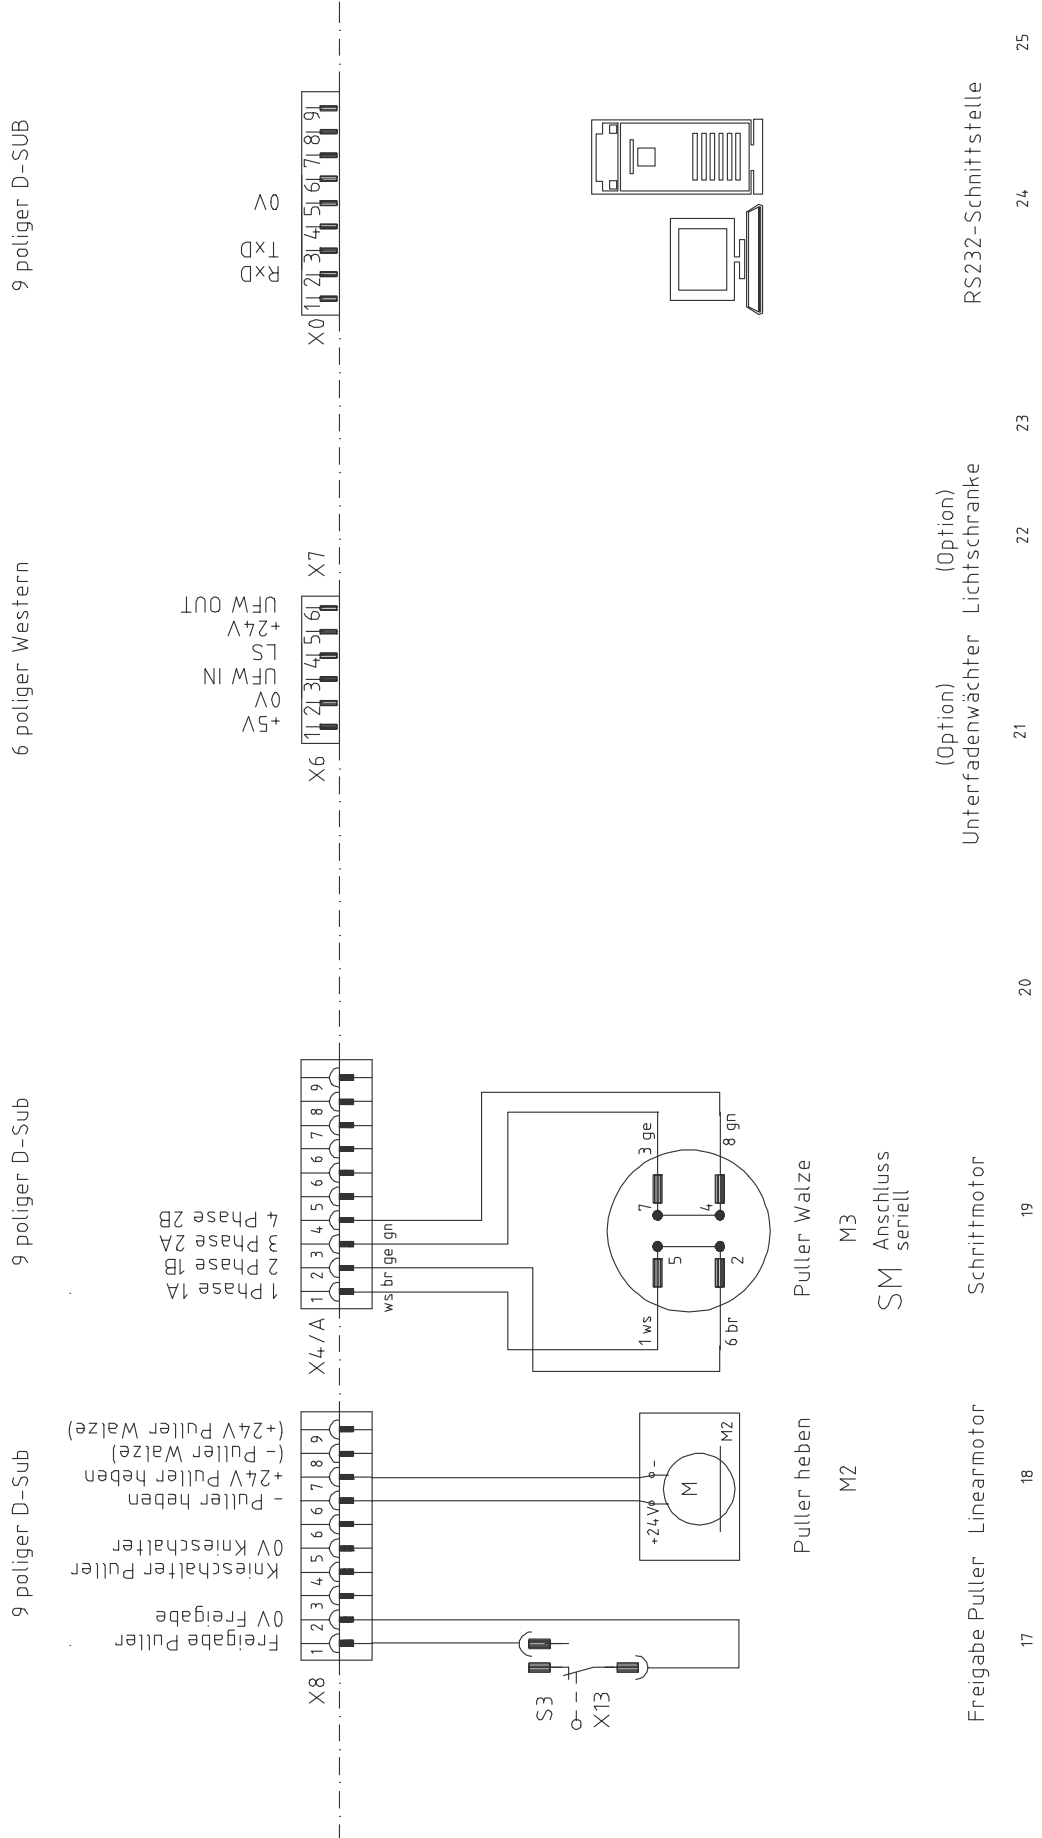 9 poliger D-Sub
9 poliger D-Sub
6 poliger Western
9 poliger D-SUB
Freigabe Puller
0V Freigabe
Knieschalter Puller
0V Knieschalter
- Puller heben
+24V Puller heben
(- Puller Walze)
(+24V Puller Walze)
X8
1 2 3 4 5 6 6 7 8 9
1 Phase 1A
2 Phase 1B
3 Phase 2A
4 Phase 2B
X4/A
1 2 3 4 5 6 6 7 8 9
ws br ge gn
+5V
0V
UFW IN
LS
+24V
UFW OUT
X6
1 2 3 4 5 6
X7
RxD
TxD
0V
X0
1 2 3 4 5 6 7 8 9
S3
X13
+24V
-
M
M2
1 ws
3 ge
5
7
2
4
6 br
8 gn
Puller heben
M2
Puller Walze
M3
SM Anschluss
seriell
(Option)
Unterfadenwächter
(Option)
Lichtschranke
Freigabe Puller
Linearmotor
Schrittmotor
RS232-Schnittstelle
17 18 19 20 21 22 23 24 25